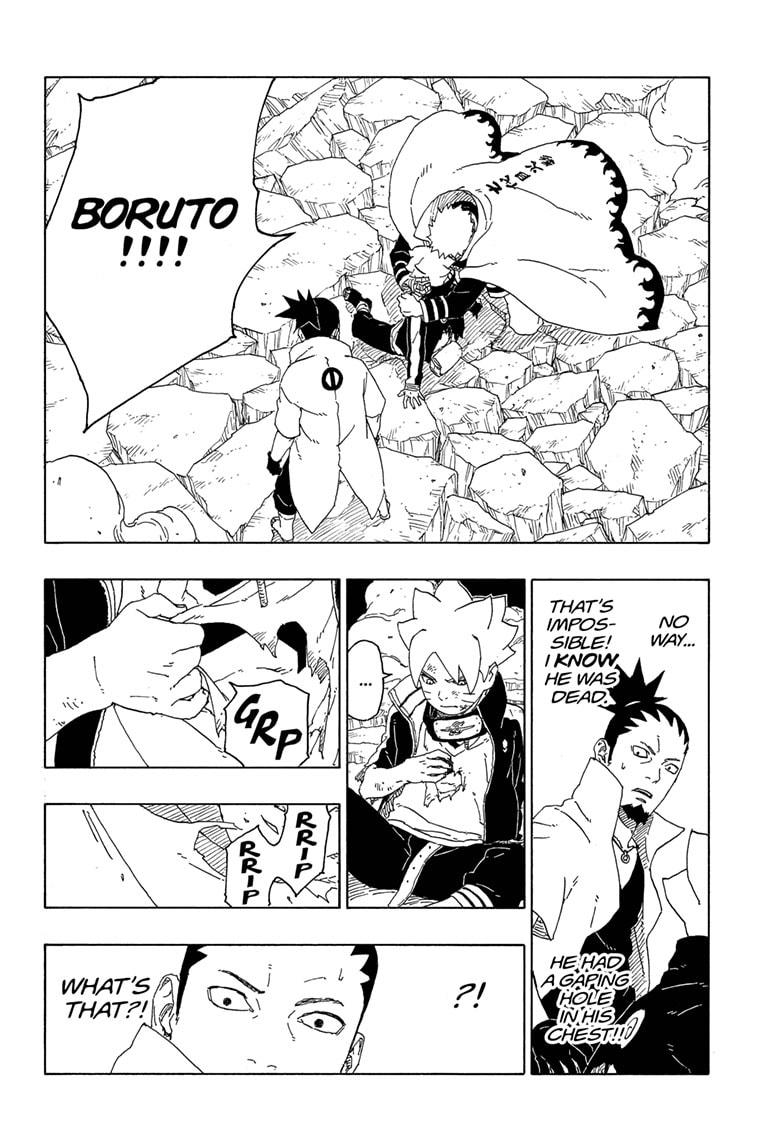 BORUTO
!!!!
NO
WAY...
THAT'S
IMPOS-
SIBLE!
I KNOW
HE WAS
DEAD.
HE HAD
A GAPING
HOLE
IN HIS
CHEST!!
...
GRP
RRIP
RRIP
?!
WHAT'S
THAT?!